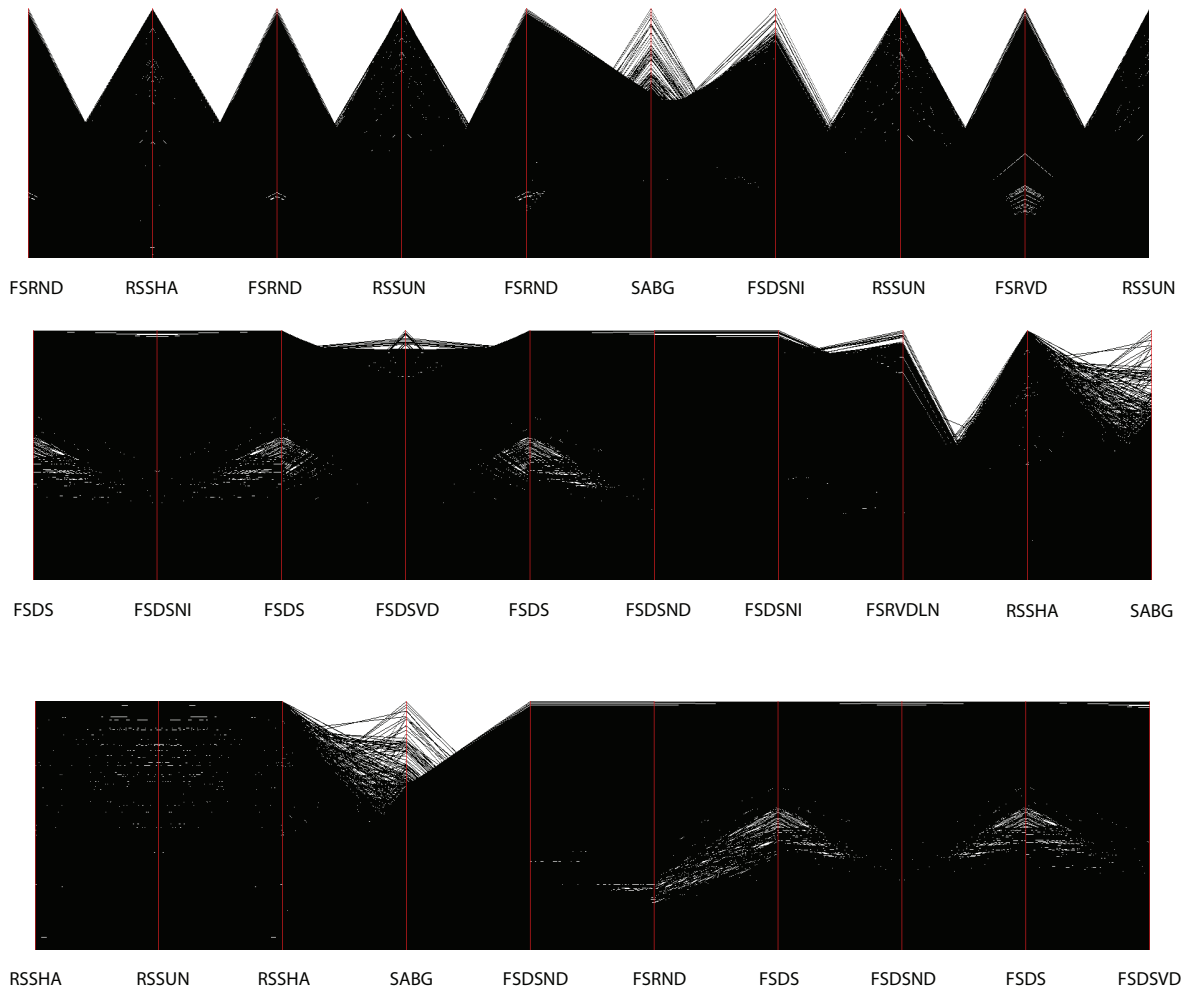 FSRND RSSHA FSRND RSSUN FSRND SABG FSDSNI RSSUN FSRVD RSSUN
FSDS FSDSNI FSDS FSDSVD FSDS FSDSND FSDSNI FSRVDLN RSSHA SABG
RSSHA RSSUN RSSHA SABG FSDSND FSRND FSDS FSDSND FSDS FSDSVD